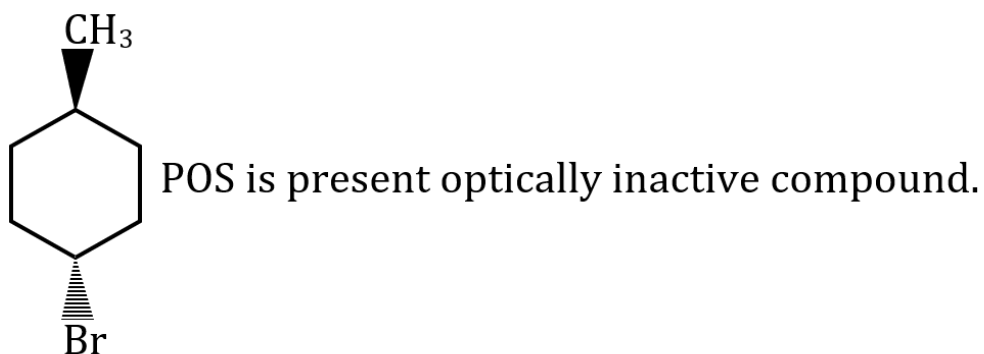 CH₃
POS is present optically inactive compound.
Br